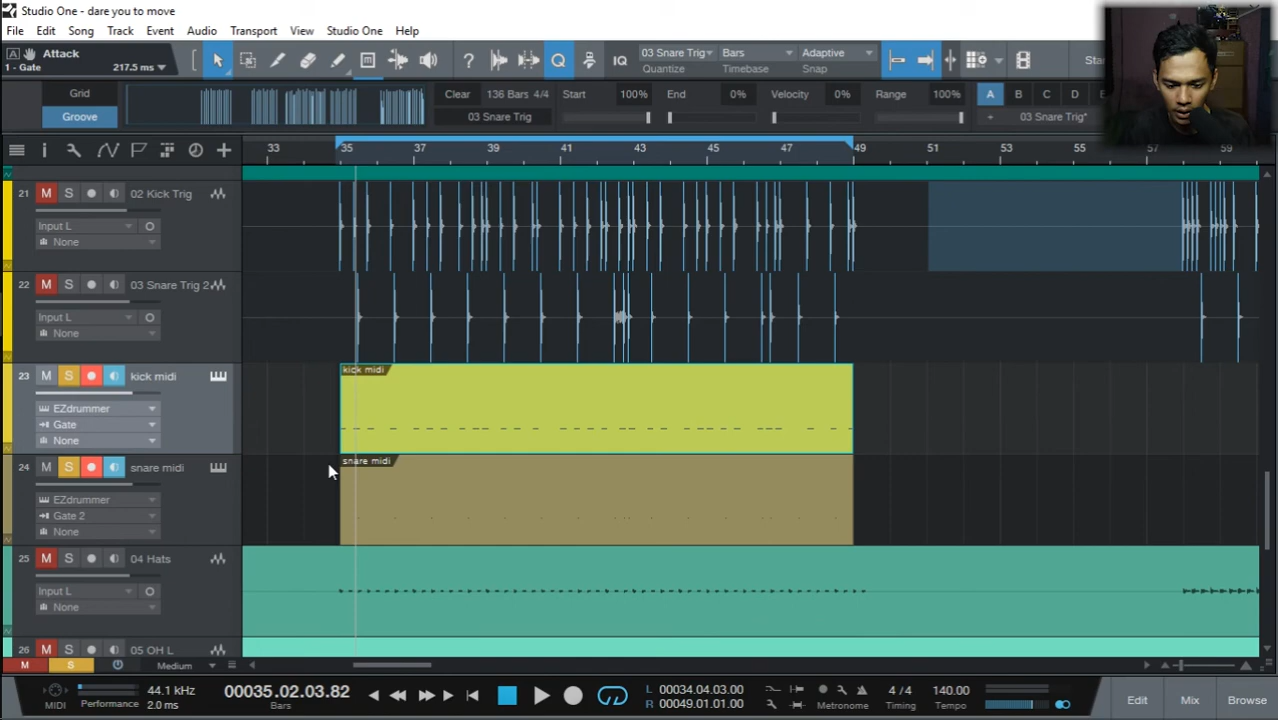 Studio One - dare you to move
File Edit Song Track Audio Event Transport View Studio One Help
A Attack
1 - Gate 217.5 ms
? Q IQ 03 Snare Trig Bars Adaptive
Quantize Timebase Snap
Grid Clear 136 Bars 4/4 Start 100% End 0% Velocity 0% Range 100% A B C D
Groove 03 Snare Trig 03 Snare Trig*
33 35 37 39 41 43 45 47 49 51 53 55 57 59
21 M S 02 Kick Trig
Input L
None
22 M S 03 Snare Trig 2
Input L
None
23 M S kick midi
kick midi
EZdrummer
Gate
None
24 M S snare midi
snare midi
EZdrummer
Gate 2
None
25 M S 04 Hats
Input L
None
26 M S 05 OH L
M S Medium
MIDI Performance 44.1 kHz
2.0 ms
00035.02.03.82
Bars
L 00034.04.03.00
R 00049.01.01.00
Metronome
4 / 4
Timing
140.00
Tempo
Edit Mix Browse